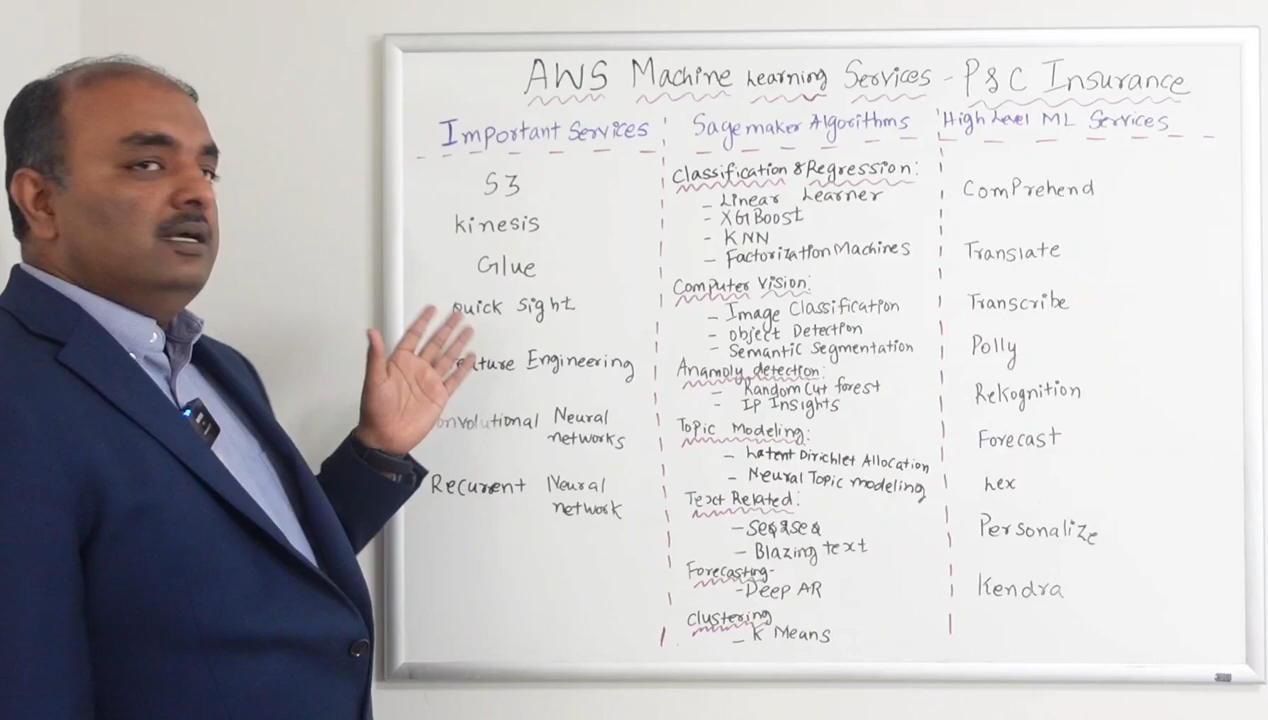 AWS Machine Learning Services - P&C Insurance
Important Services
S3
Kinesis
Glue
Quick Sight
eature Engineering
onvolutional Neural
networks
Recurrent Neural
network
Sagemaker Algorithms
Classification & Regression:
- Linear Learner
- XGBoost
- KNN
- Factorization Machines
Computer Vision:
- Image Classification
- Object Detection
- Semantic Segmentation
Anamoly detection:
- Random Cut forest
- IP Insights
Topic Modeling:
- Latent Dirichlet Allocation
- Neural Topic modeling
Text Related:
- Seq2Seq
- Blazing text
Forecasting-
- Deep AR
Clustering
- K Means
High Level ML Services
Comprehend
Translate
Transcribe
Polly
Rekognition
Forecast
Lex
Personalize
Kendra